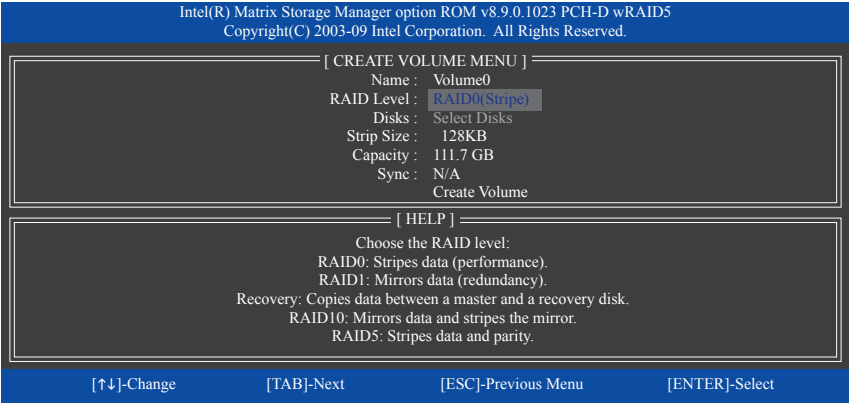 Intel(R) Matrix Storage Manager option ROM v8.9.0.1023 PCH-D wRAID5
Copyright(C) 2003-09 Intel Corporation.  All Rights Reserved.
[ CREATE VOLUME MENU ]
Name :   Volume0
RAID Level :   RAID0(Stripe)
Disks :   Select Disks
Strip Size :   128KB
Capacity :   111.7 GB
Sync :   N/A
Create Volume
[ HELP ]
Choose the RAID level:
RAID0: Stripes data (performance).
RAID1: Mirrors data (redundancy).
Recovery: Copies data between a master and a recovery disk.
RAID10: Mirrors data and stripes the mirror.
RAID5: Stripes data and parity.
[↑↓]-Change   [TAB]-Next   [ESC]-Previous Menu   [ENTER]-Select